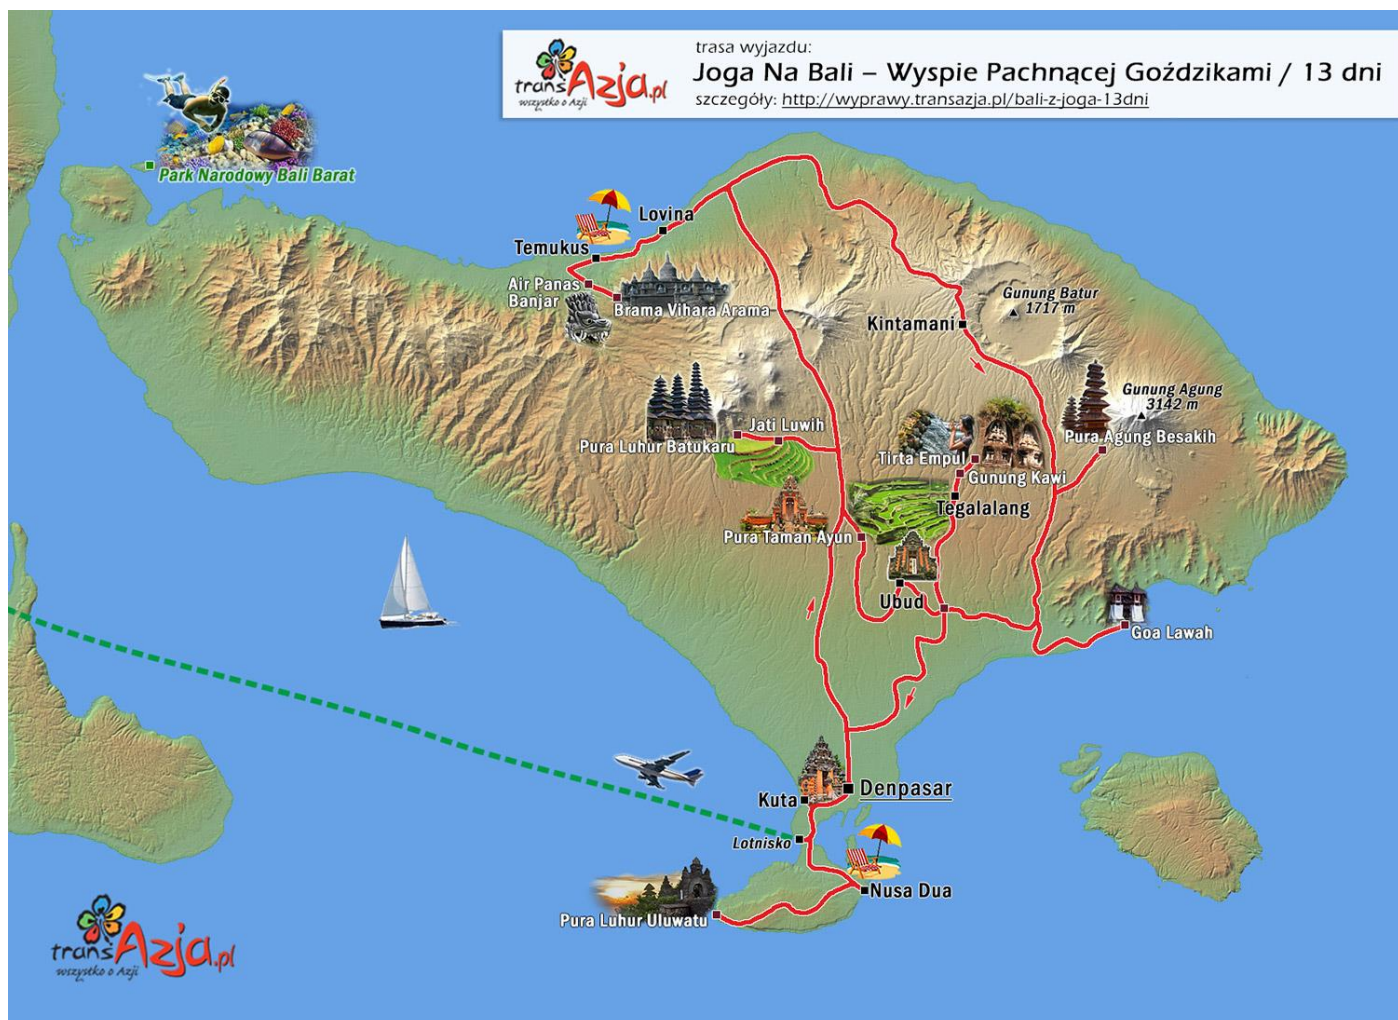 transAzja.pl
wszystko o Azji
trasa wyjazdu:
Joga Na Bali – Wyspie Pachnącej Goździkami / 13 dni
szczegóły: http://wyprawy.transazja.pl/bali-z-joga-13dni
Park Narodowy Bali Barat
Lovina
Temukus
Air Panas
Banjar
Brama Vihara Arama
Gunung Batur
1717 m
Kintamani
Gunung Agung
3142 m
Jati Luwih
Pura Luhur Batukaru
Pura Agung Besakih
Tirta Empul
Gunung Kawi
Tegalalang
Pura Taman Ayun
Ubud
Goa Lawah
Denpasar
Kuta
Lotnisko
Nusa Dua
Pura Luhur Uluwatu
transAzja.pl
wszystko o Azji